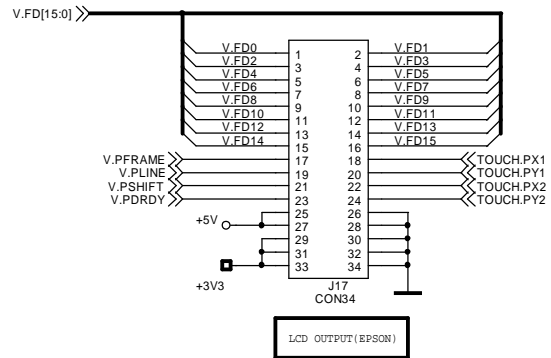 V.FD[15:0]
V.FD0 1 2 V.FD1
V.FD2 3 4 V.FD3
V.FD4 5 6 V.FD5
V.FD6 7 8 V.FD7
V.FD8 9 10 V.FD9
V.FD10 11 12 V.FD11
V.FD12 13 14 V.FD13
V.FD14 15 16 V.FD15
V.PFRAME 17 18 TOUCH.PX1
V.PLINE 19 20 TOUCH.PY1
V.PSHIFT 21 22 TOUCH.PX2
V.PDRDY 23 24 TOUCH.PY2
25 26
+5V 27 28
29 30
31 32
33 34
+3V3
J17
CON34
LCD OUTPUT(EPSON)